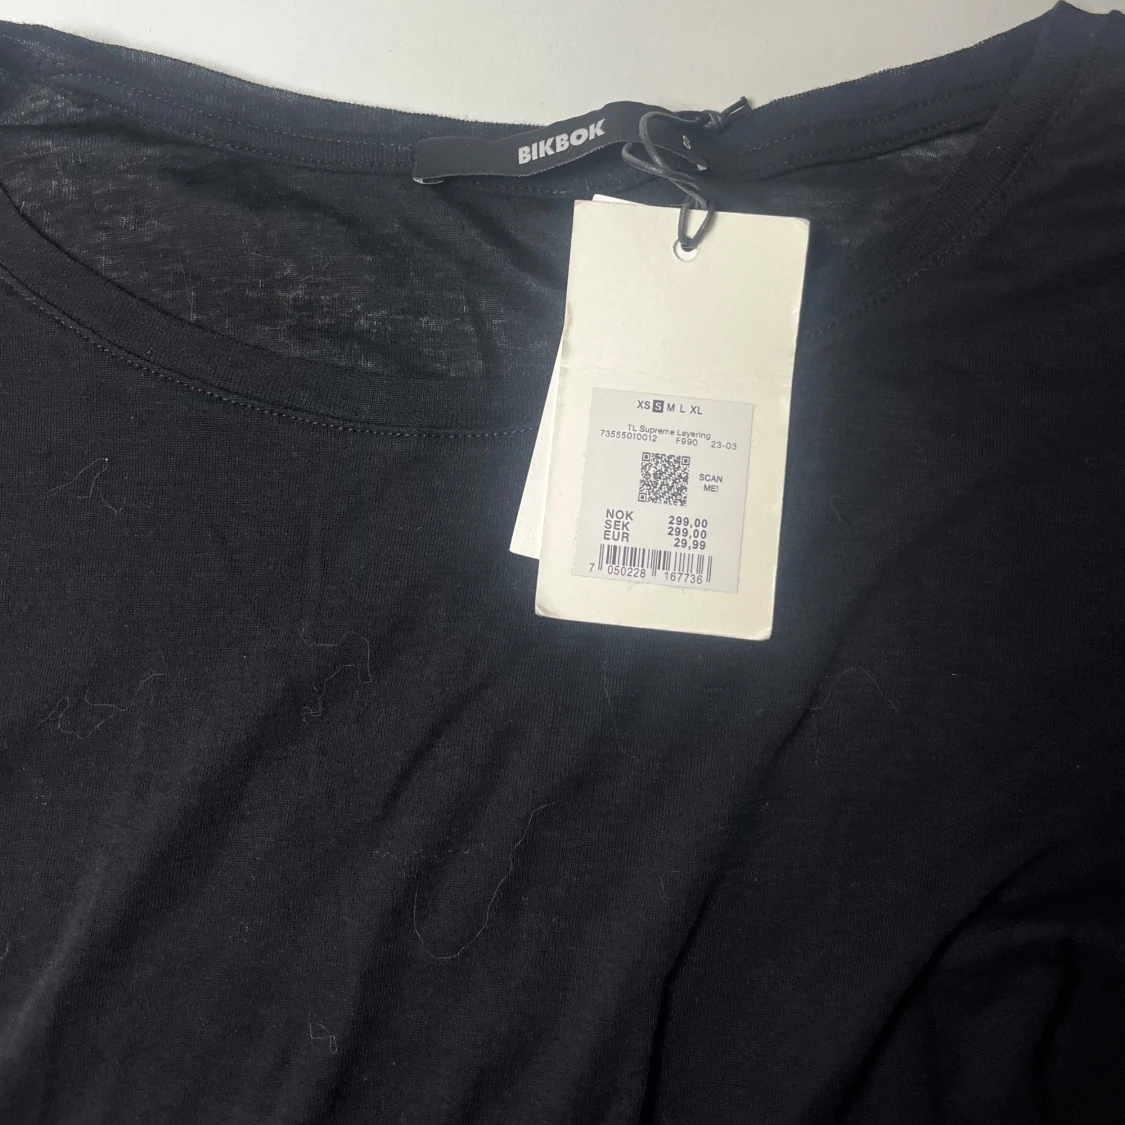 BIKBOK
S
XS S M L XL
TL Supreme Layering
73555010012 F990 23-03
SCAN
ME!
NOK 299,00
SEK 299,00
EUR 29,99
7 050228 167736